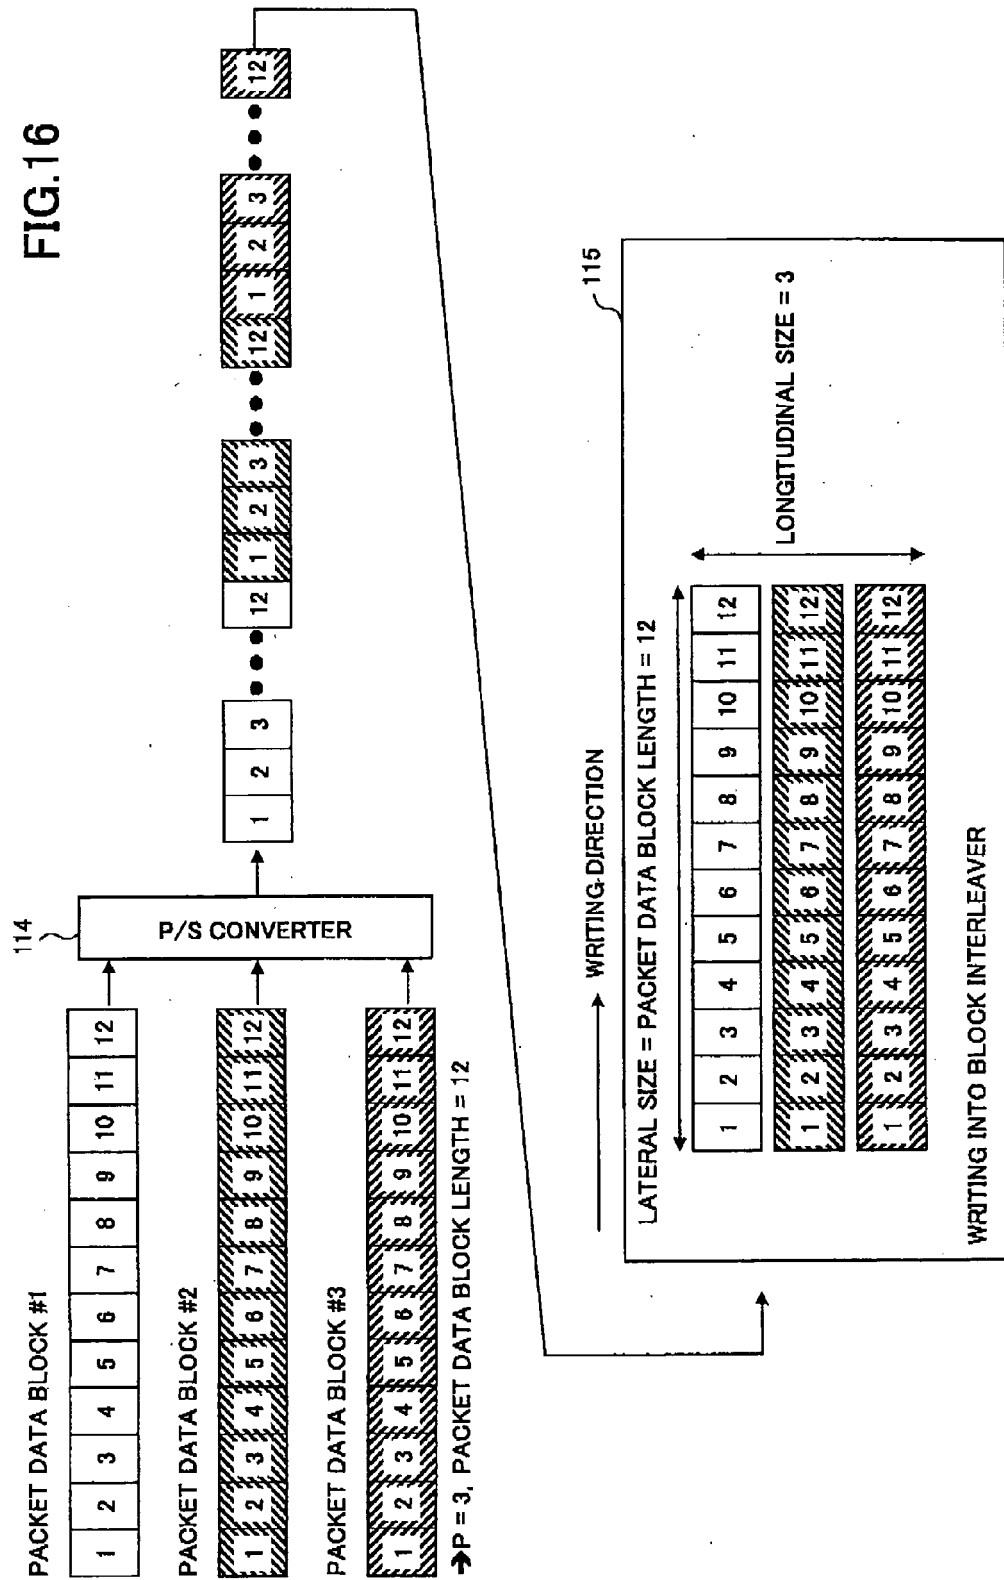 FIG.16
PACKET DATA BLOCK #1
1 2 3 4 5 6 7 8 9 10 11 12
PACKET DATA BLOCK #2
1 2 3 4 5 6 7 8 9 10 11 12
PACKET DATA BLOCK #3
1 2 3 4 5 6 7 8 9 10 11 12
➔P = 3, PACKET DATA BLOCK LENGTH = 12
114
P/S CONVERTER
1 2 3 ••• 12 1 2 3 ••• 12 1 2 3 ••• 12
WRITING DIRECTION
115
LATERAL SIZE = PACKET DATA BLOCK LENGTH = 12
1 2 3 4 5 6 7 8 9 10 11 12
1 2 3 4 5 6 7 8 9 10 11 12
1 2 3 4 5 6 7 8 9 10 11 12
LONGITUDINAL SIZE = 3
WRITING INTO BLOCK INTERLEAVER